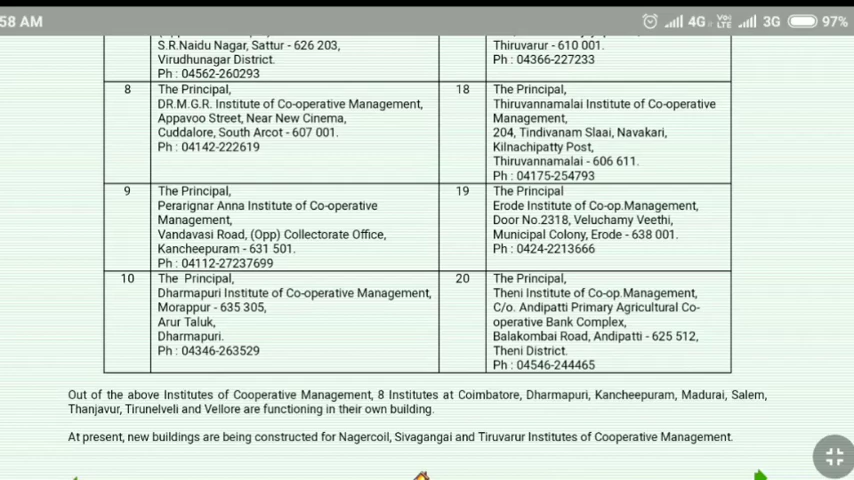 58 AM
4G VoLTE 3G 97%
S.R.Naidu Nagar, Sattur - 626 203,
Virudhunagar District.
Ph : 04562-260293
Thiruvarur - 610 001.
Ph : 04366-227233
8
The Principal,
DR.M.G.R. Institute of Co-operative Management,
Appavoo Street, Near New Cinema,
Cuddalore, South Arcot - 607 001.
Ph : 04142-222619
18
The Principal,
Thiruvannamalai Institute of Co-operative
Management,
204, Tindivanam Slaai, Navakari,
Kilnachipatty Post,
Thiruvannamalai - 606 611.
Ph : 04175-254793
9
The Principal,
Perarignar Anna Institute of Co-operative
Management,
Vandavasi Road, (Opp) Collectorate Office,
Kancheepuram - 631 501.
Ph : 04112-27237699
19
The Principal
Erode Institute of Co-op.Management,
Door No.2318, Veluchamy Veethi,
Municipal Colony, Erode - 638 001.
Ph : 0424-2213666
10
The Principal,
Dharmapuri Institute of Co-operative Management,
Morappur - 635 305,
Arur Taluk,
Dharmapuri.
Ph : 04346-263529
20
The Principal,
Theni Institute of Co-op.Management,
C/o. Andipatti Primary Agricultural Co-
operative Bank Complex,
Balakombai Road, Andipatti - 625 512,
Theni District.
Ph : 04546-244465
Out of the above Institutes of Cooperative Management, 8 Institutes at Coimbatore, Dharmapuri, Kancheepuram, Madurai, Salem,
Thanjavur, Tirunelveli and Vellore are functioning in their own building.
At present, new buildings are being constructed for Nagercoil, Sivagangai and Tiruvarur Institutes of Cooperative Management.